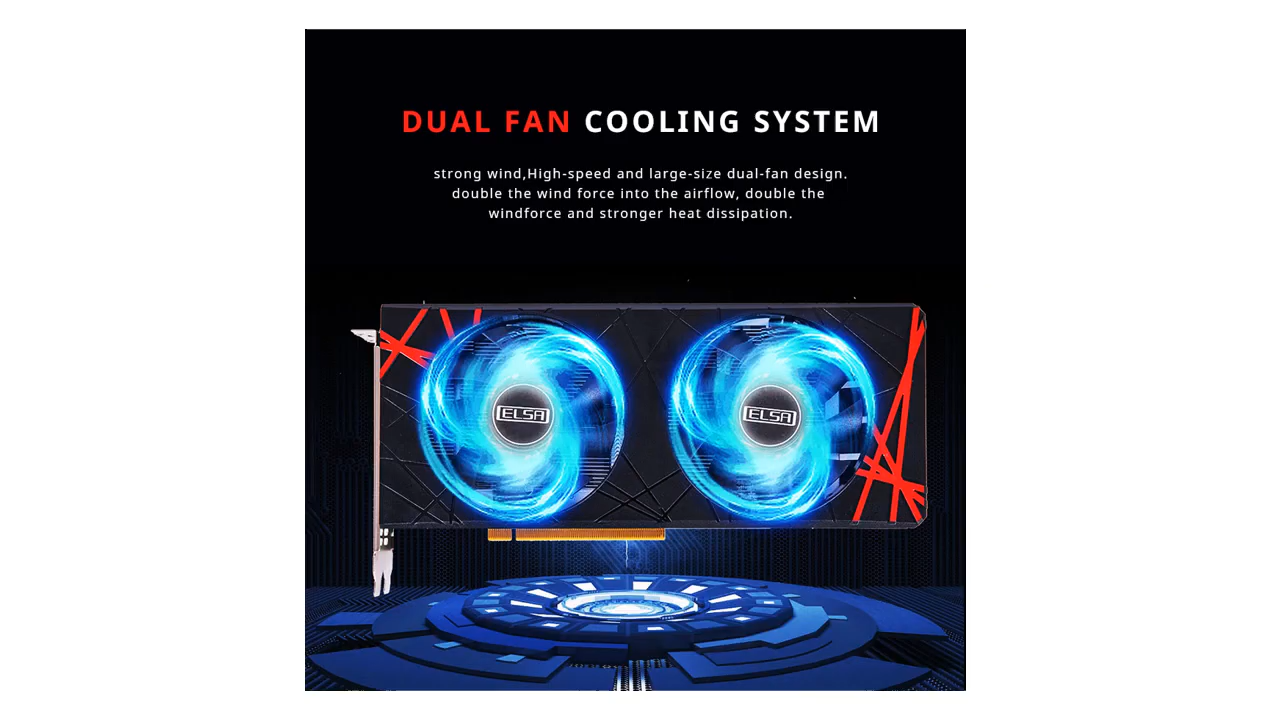 DUAL FAN COOLING SYSTEM
strong wind,High-speed and large-size dual-fan design.
double the wind force into the airflow, double the
windforce and stronger heat dissipation.
ELSA ELSA